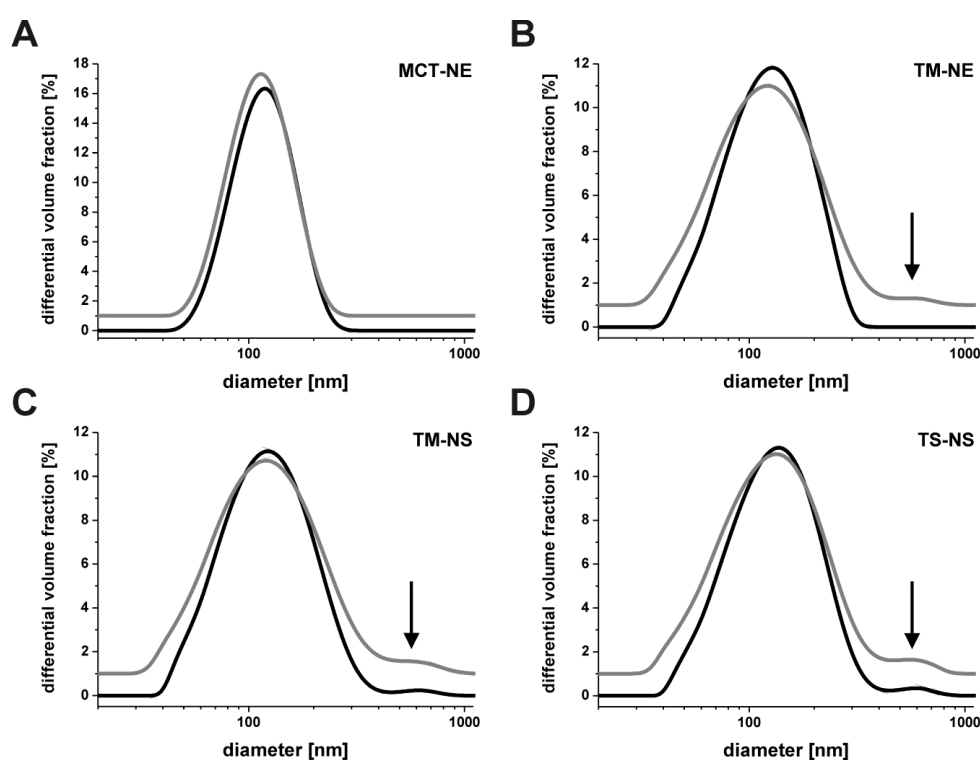 A
MCT-NE
differential volume fraction [%]
18
16
14
12
10
8
6
4
2
0
100
1000
diameter [nm]
B
TM-NE
differential volume fraction [%]
12
10
8
6
4
2
0
100
1000
diameter [nm]
C
TM-NS
differential volume fraction [%]
12
10
8
6
4
2
0
100
1000
diameter [nm]
D
TS-NS
differential volume fraction [%]
12
10
8
6
4
2
0
100
1000
diameter [nm]